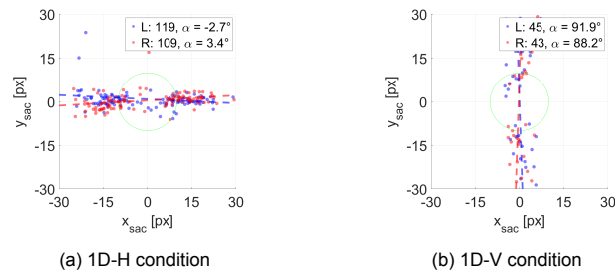 L: 119, α = -2.7°
R: 109, α = 3.4°
30
15
0
-15
-30
y_sac [px]
-30 -15 0 15 30
x_sac [px]
(a) 1D-H condition
L: 45, α = 91.9°
R: 43, α = 88.2°
30
15
0
-15
-30
y_sac [px]
-30 -15 0 15 30
x_sac [px]
(b) 1D-V condition